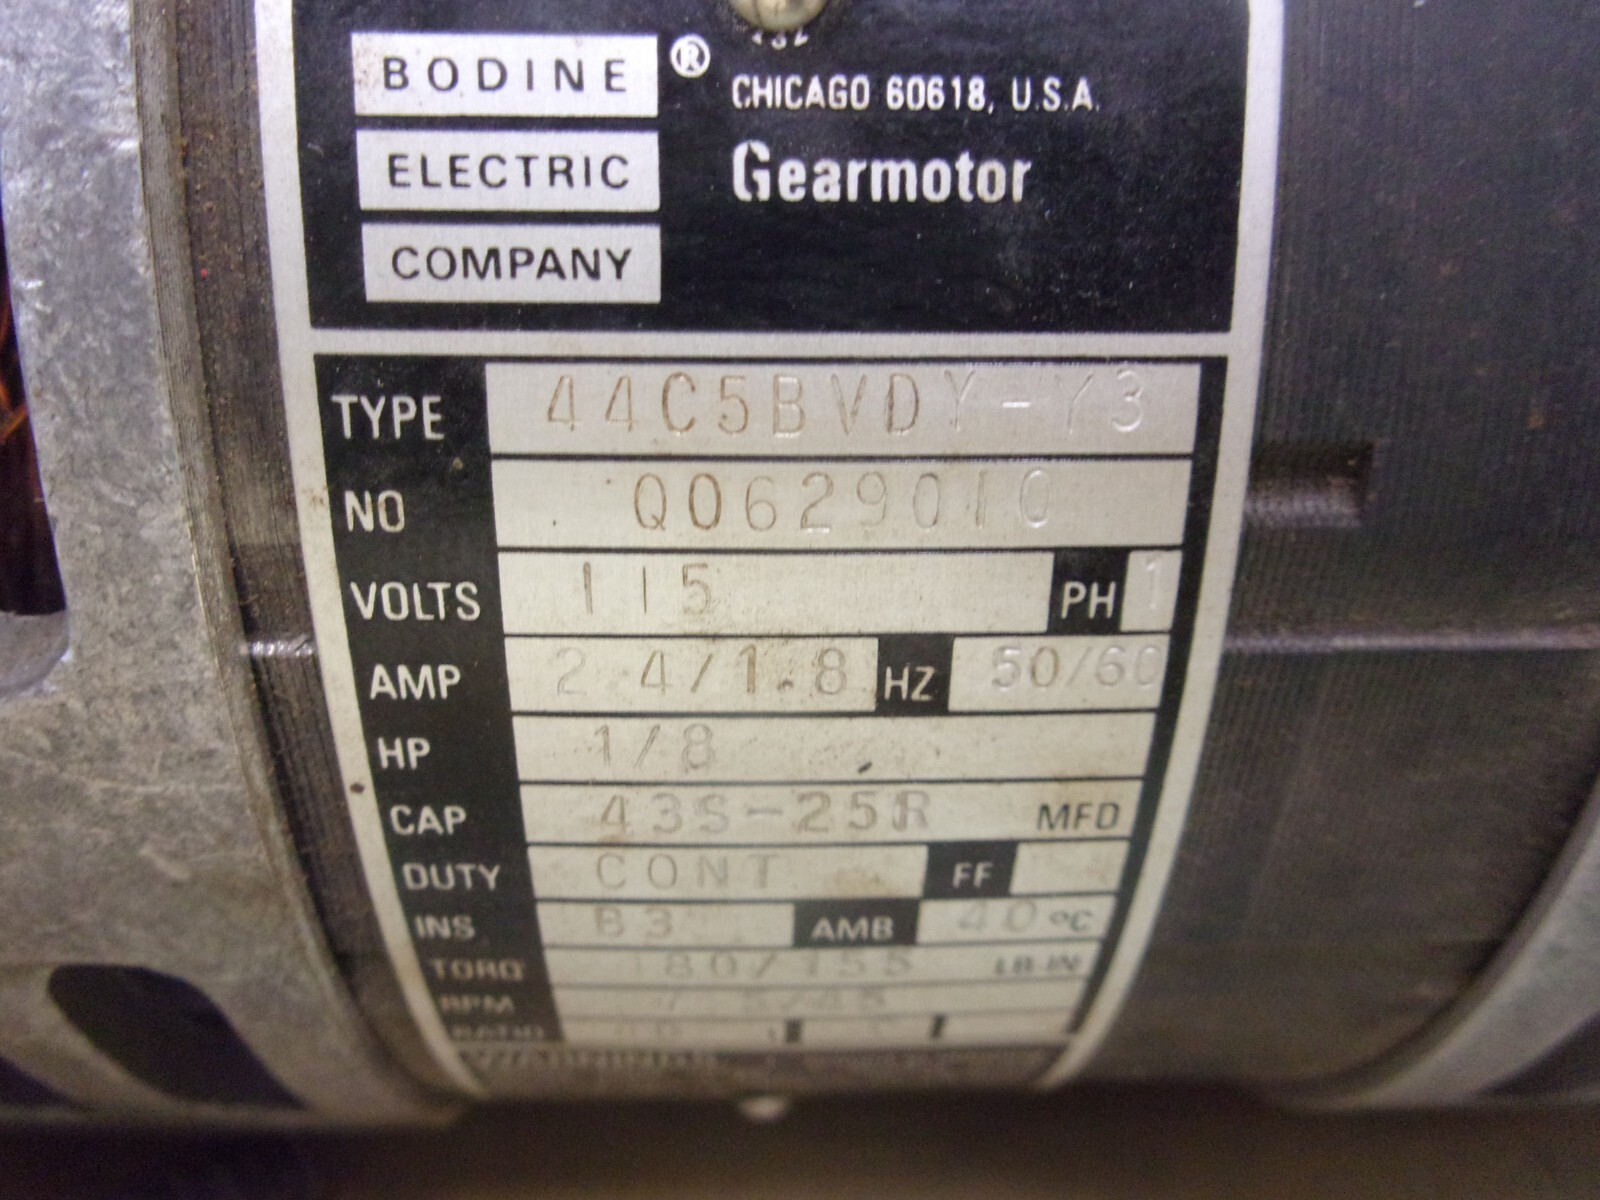 BODINE ®
ELECTRIC
COMPANY
CHICAGO 60618, U.S.A.
Gearmotor
TYPE 44C5BVDY-Y3
NO Q0629010
VOLTS 115 PH 1
AMP 2.4/1.8 HZ 50/60
HP 1/8
CAP 43S-25R MFD
DUTY CONT FF
INS B3 AMB 40 °C
TORQ 180/155 LB-IN
RPM
RATIO